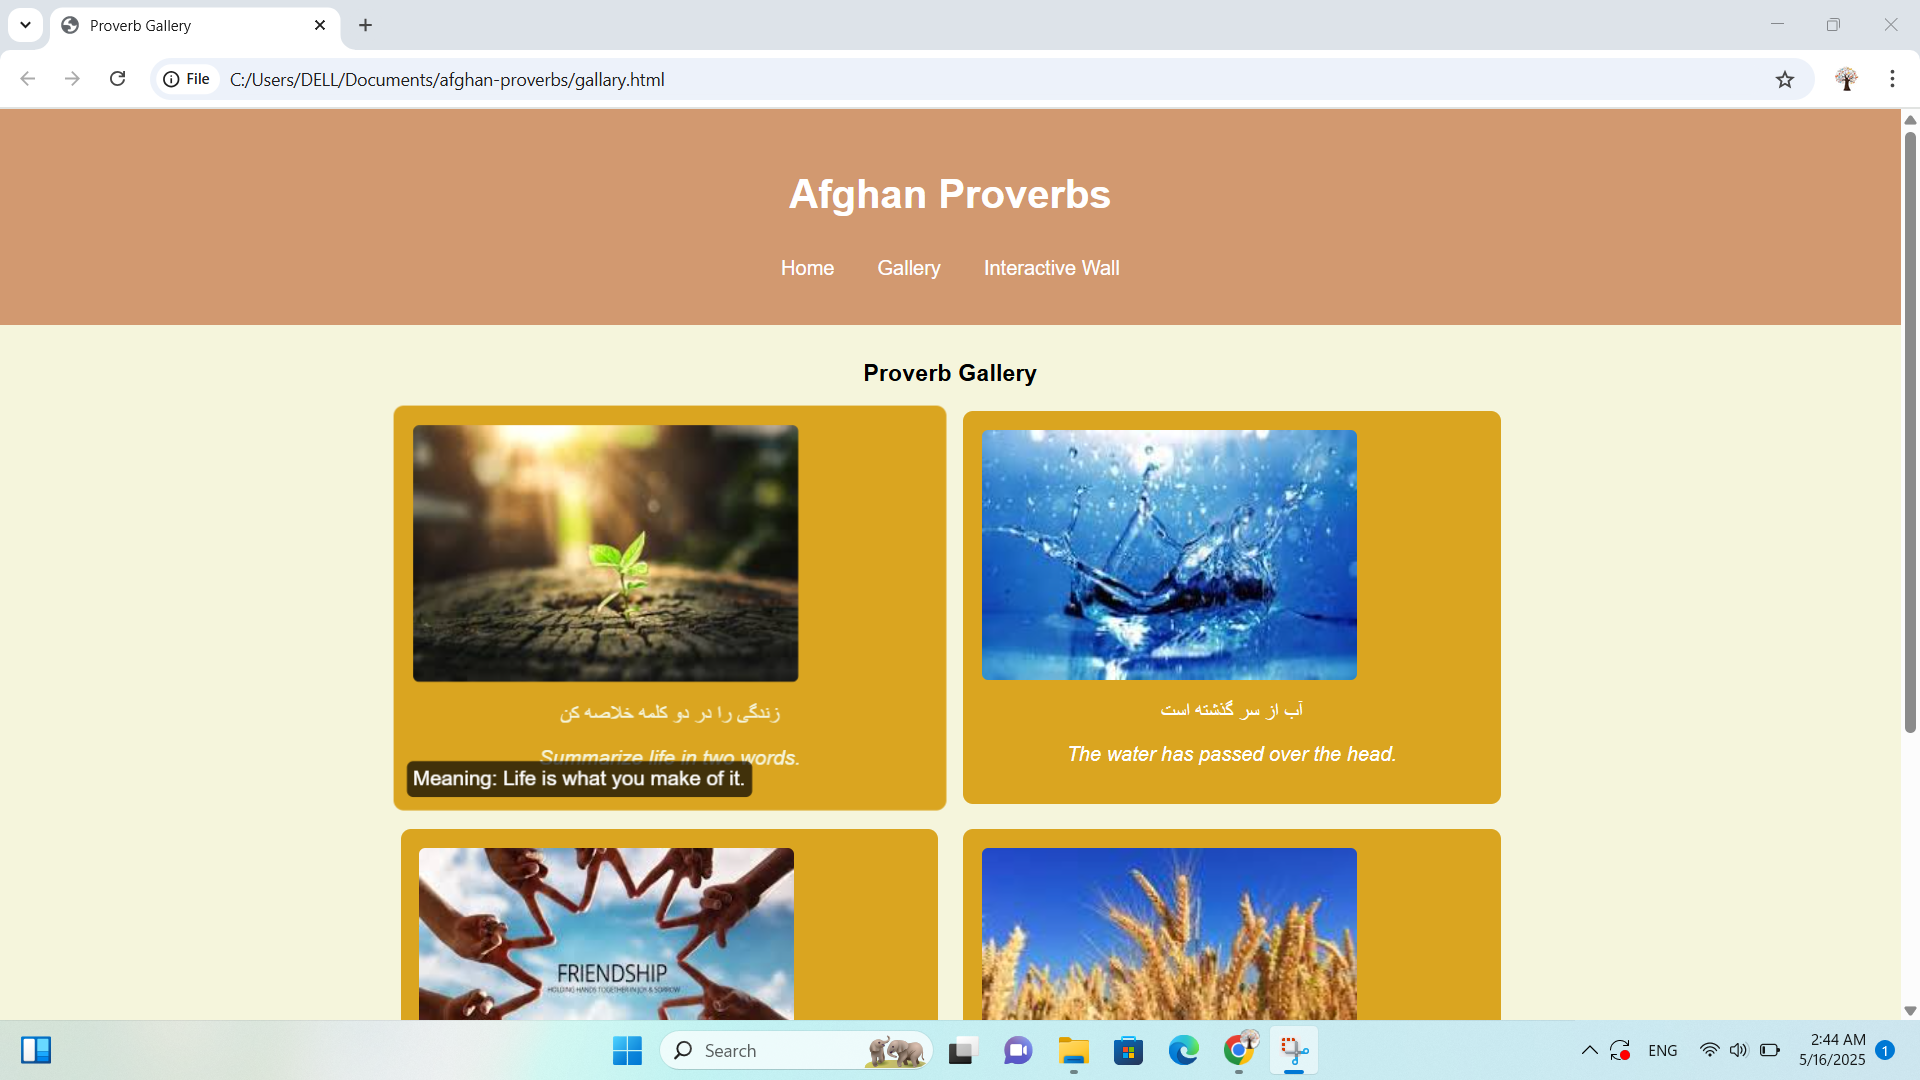 Proverb Gallery
File
C:/Users/DELL/Documents/afghan-proverbs/gallary.html
Afghan Proverbs
Home Gallery Interactive Wall
Proverb Gallery
زندگی را در دو کلمه خلاصه کن
Summarize life in two words.
Meaning: Life is what you make of it.
آب از سر گذشته است
The water has passed over the head.
FRIENDSHIP
HOLDING HANDS TOGETHER IN JOY & SORROW
Search
ENG
2:44 AM
5/16/2025
1